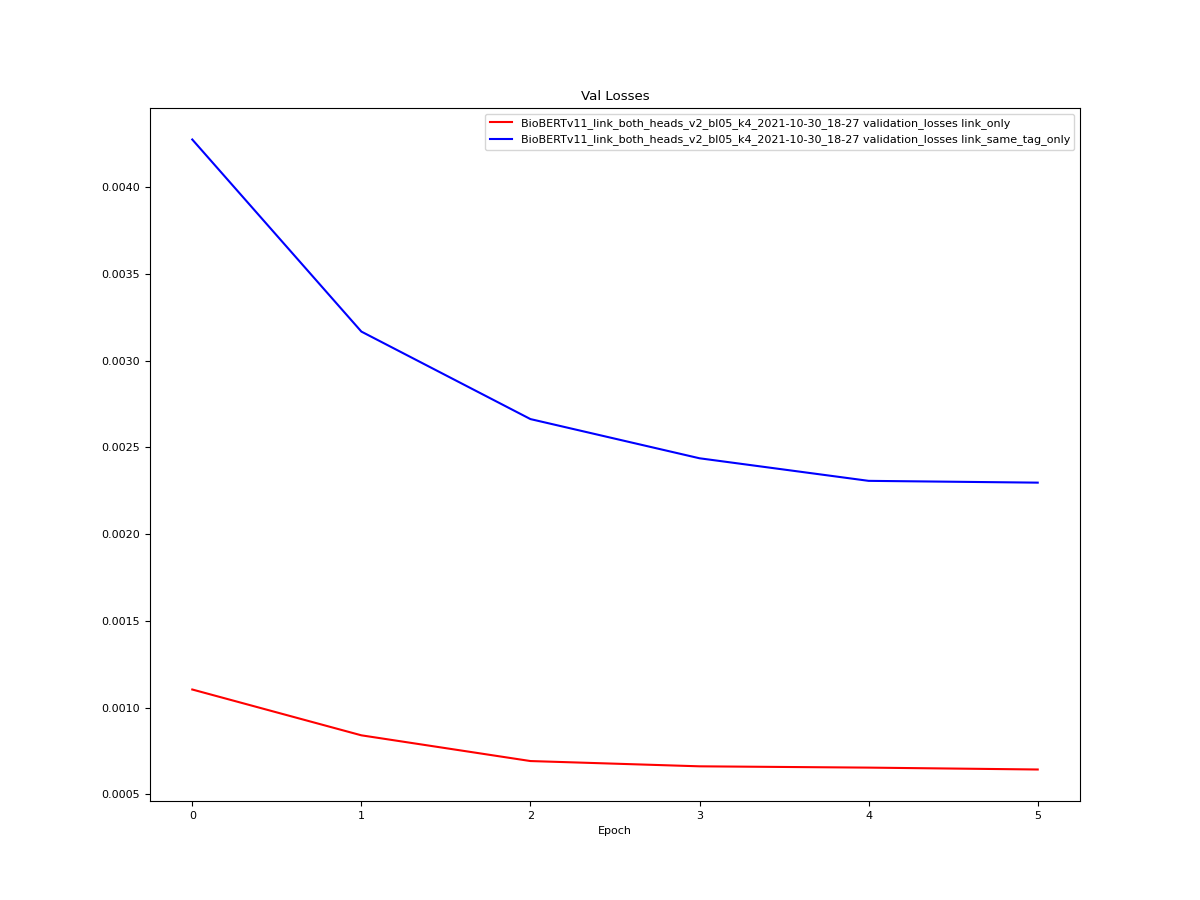 Val Losses
BioBERTv11_link_both_heads_v2_bl05_k4_2021-10-30_18-27 validation_losses link_only
BioBERTv11_link_both_heads_v2_bl05_k4_2021-10-30_18-27 validation_losses link_same_tag_only
0.0040
0.0035
0.0030
0.0025
0.0020
0.0015
0.0010
0.0005
0 1 2 3 4 5
Epoch